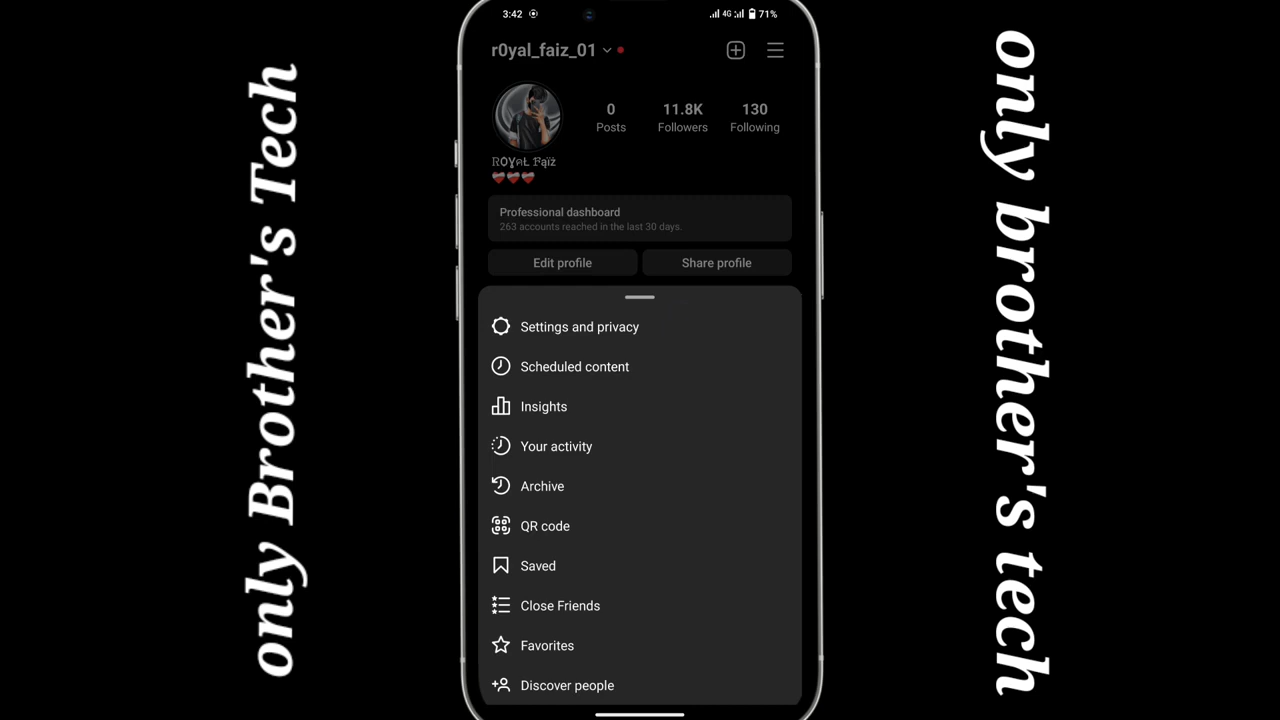 only Brother's Tech
3:42
4G 71%
r0yal_faiz_01
0
Posts
11.8K
Followers
130
Following
❤️‍🩹❤️‍🩹❤️‍🩹
Professional dashboard
263 accounts reached in the last 30 days.
Edit profile
Share profile
Settings and privacy
Scheduled content
Insights
Your activity
Archive
QR code
Saved
Close Friends
Favorites
Discover people
only brother's tech